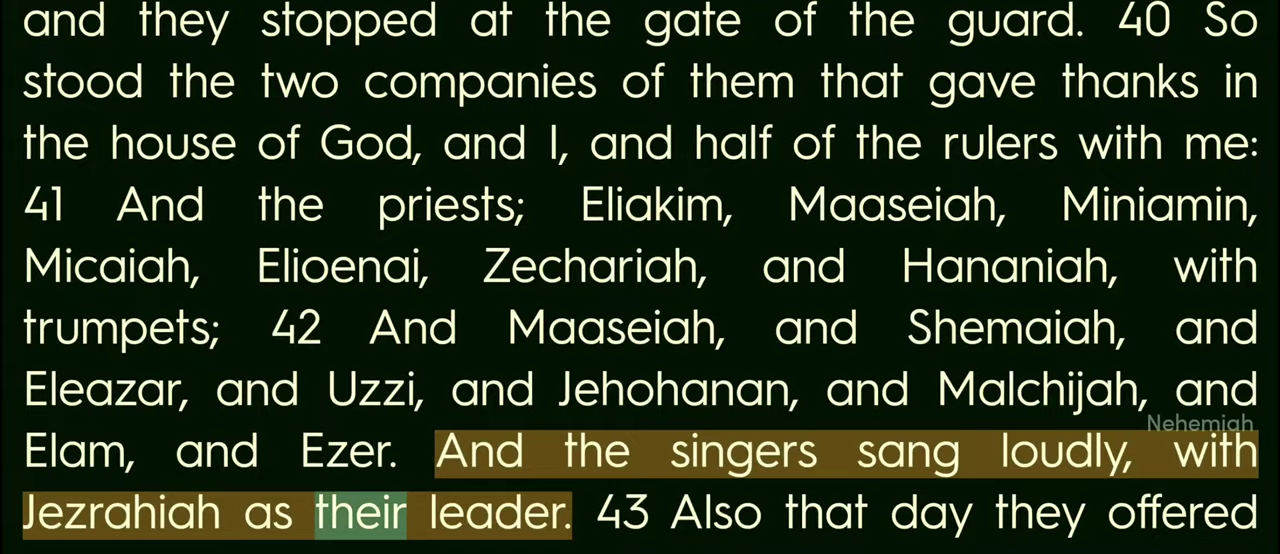 and they stopped at the gate of the guard. 40 So
stood the two companies of them that gave thanks in
the house of God, and I, and half of the rulers with me:
41 And the priests; Eliakim, Maaseiah, Miniamin,
Micaiah, Elioenai, Zechariah, and Hananiah, with
trumpets; 42 And Maaseiah, and Shemaiah, and
Eleazar, and Uzzi, and Jehohanan, and Malchijah, and
Nehemiah
Elam, and Ezer. And the singers sang loudly, with
Jezrahiah as their leader. 43 Also that day they offered